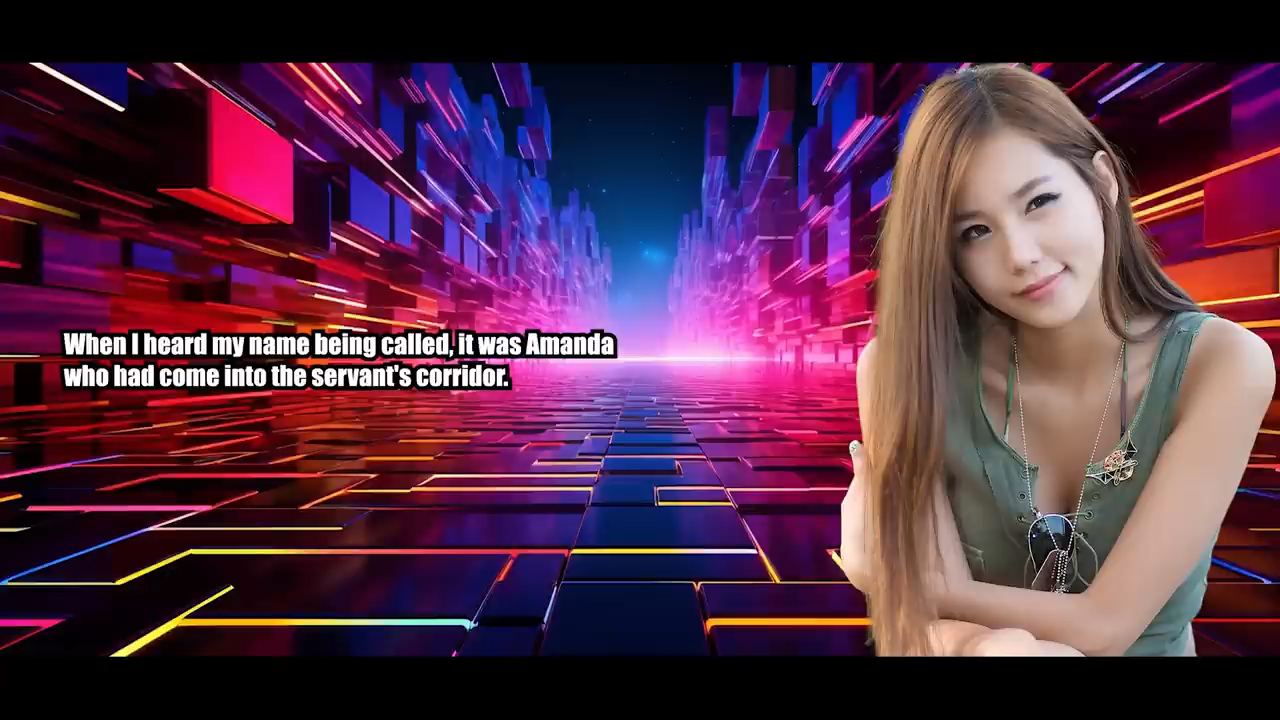 When I heard my name being called, it was Amanda
who had come into the servant's corridor.